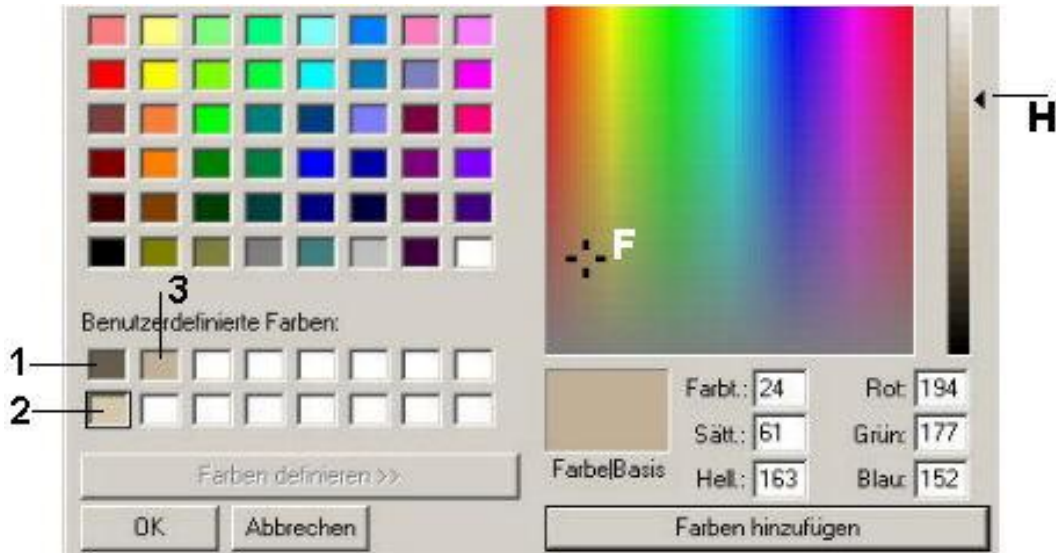 H
F
3
Benutzerdefinierte Farben:
1
2
Farbt.: 24 Rot: 194
Sätt.: 61 Grün: 177
Farbe|Basis Hell.: 163 Blau: 152
Farben definieren >>
OK Abbrechen Farben hinzufügen